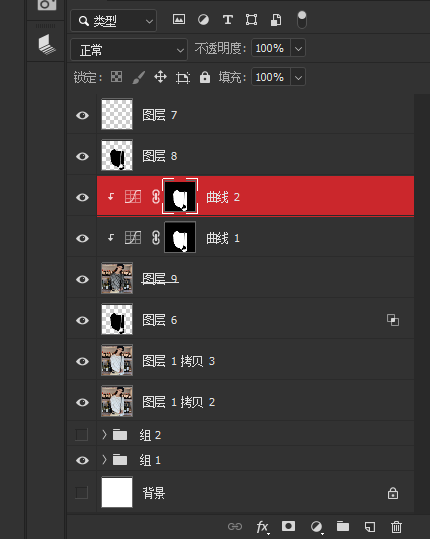 类型
正常 不透明度: 100%
锁定: 填充: 100%
图层 7
图层 8
曲线 2
曲线 1
图层 9
图层 6
图层 1 拷贝 3
图层 1 拷贝 2
组 2
组 1
背景
fx